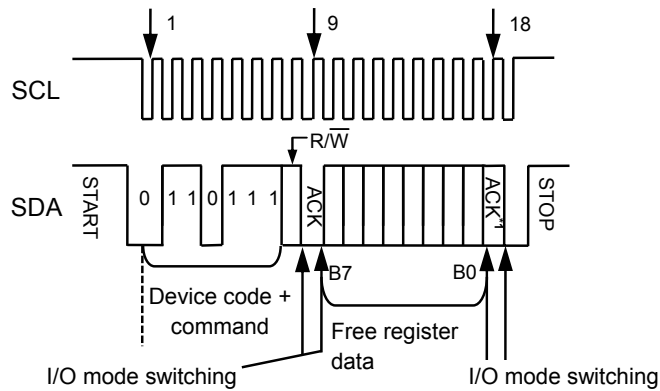 1 9 18
SCL
R/W
SDA START 0 1 1 0 1 1 1 ACK ACK*1 STOP
B7 B0
Device code +
command
Free register
data
I/O mode switching I/O mode switching